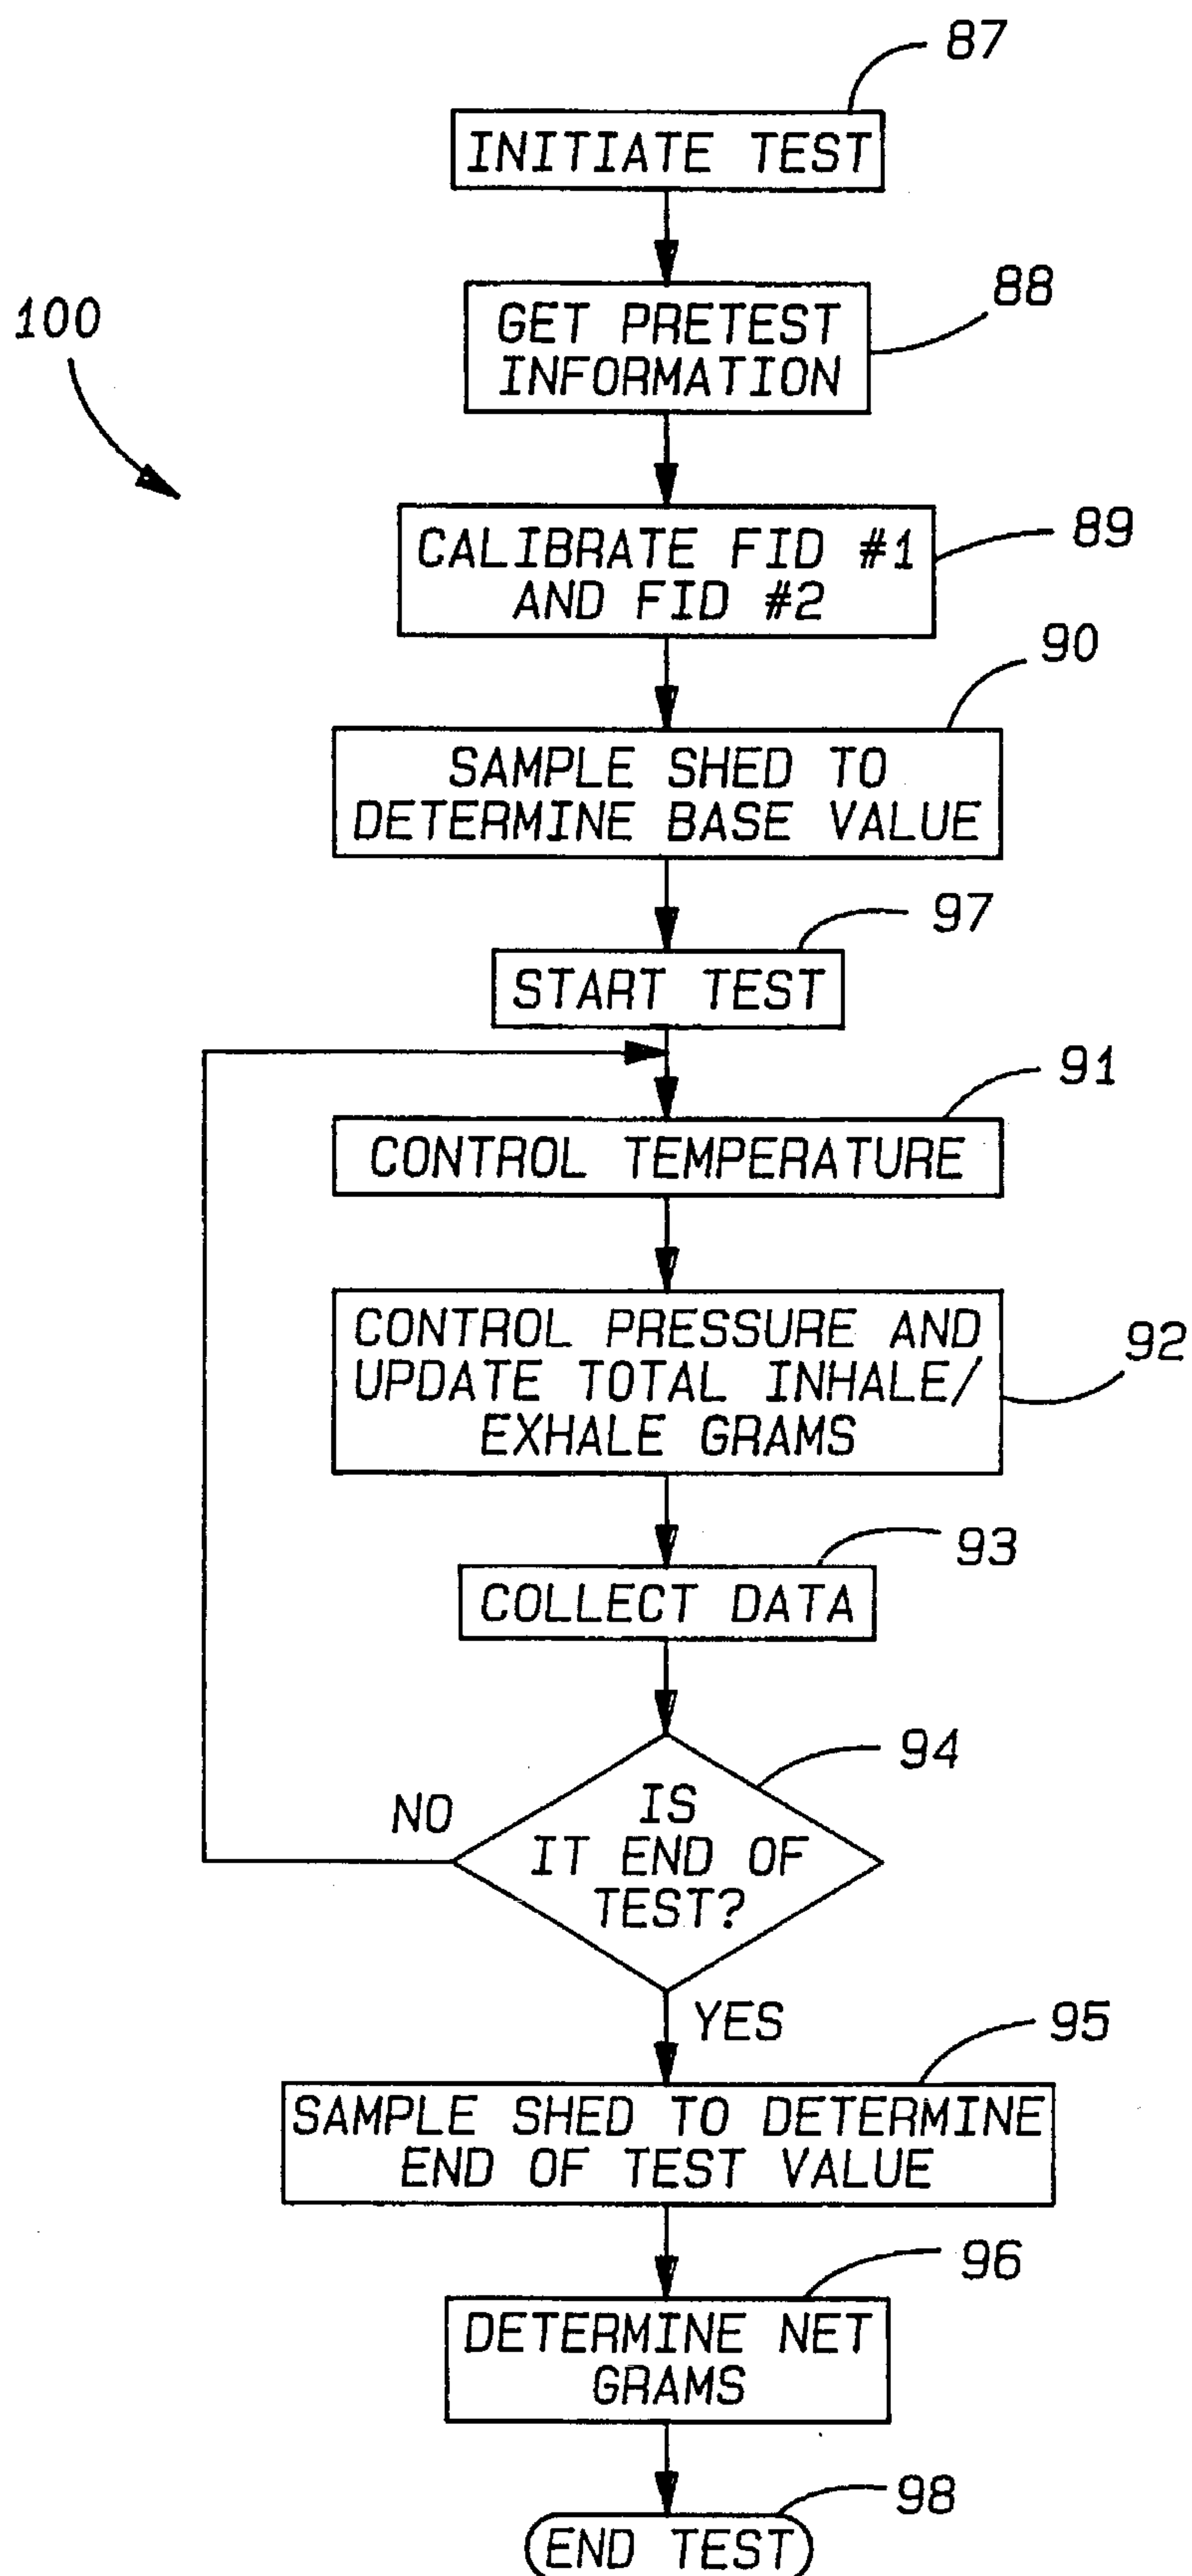 87
INITIATE TEST
88
100
GET PRETEST
INFORMATION
89
CALIBRATE FID #1
AND FID #2
90
SAMPLE SHED TO
DETERMINE BASE VALUE
97
START TEST
91
CONTROL TEMPERATURE
92
CONTROL PRESSURE AND
UPDATE TOTAL INHALE/
EXHALE GRAMS
93
COLLECT DATA
94
NO
IS
IT END OF
TEST?
YES
95
SAMPLE SHED TO DETERMINE
END OF TEST VALUE
96
DETERMINE NET
GRAMS
98
END TEST